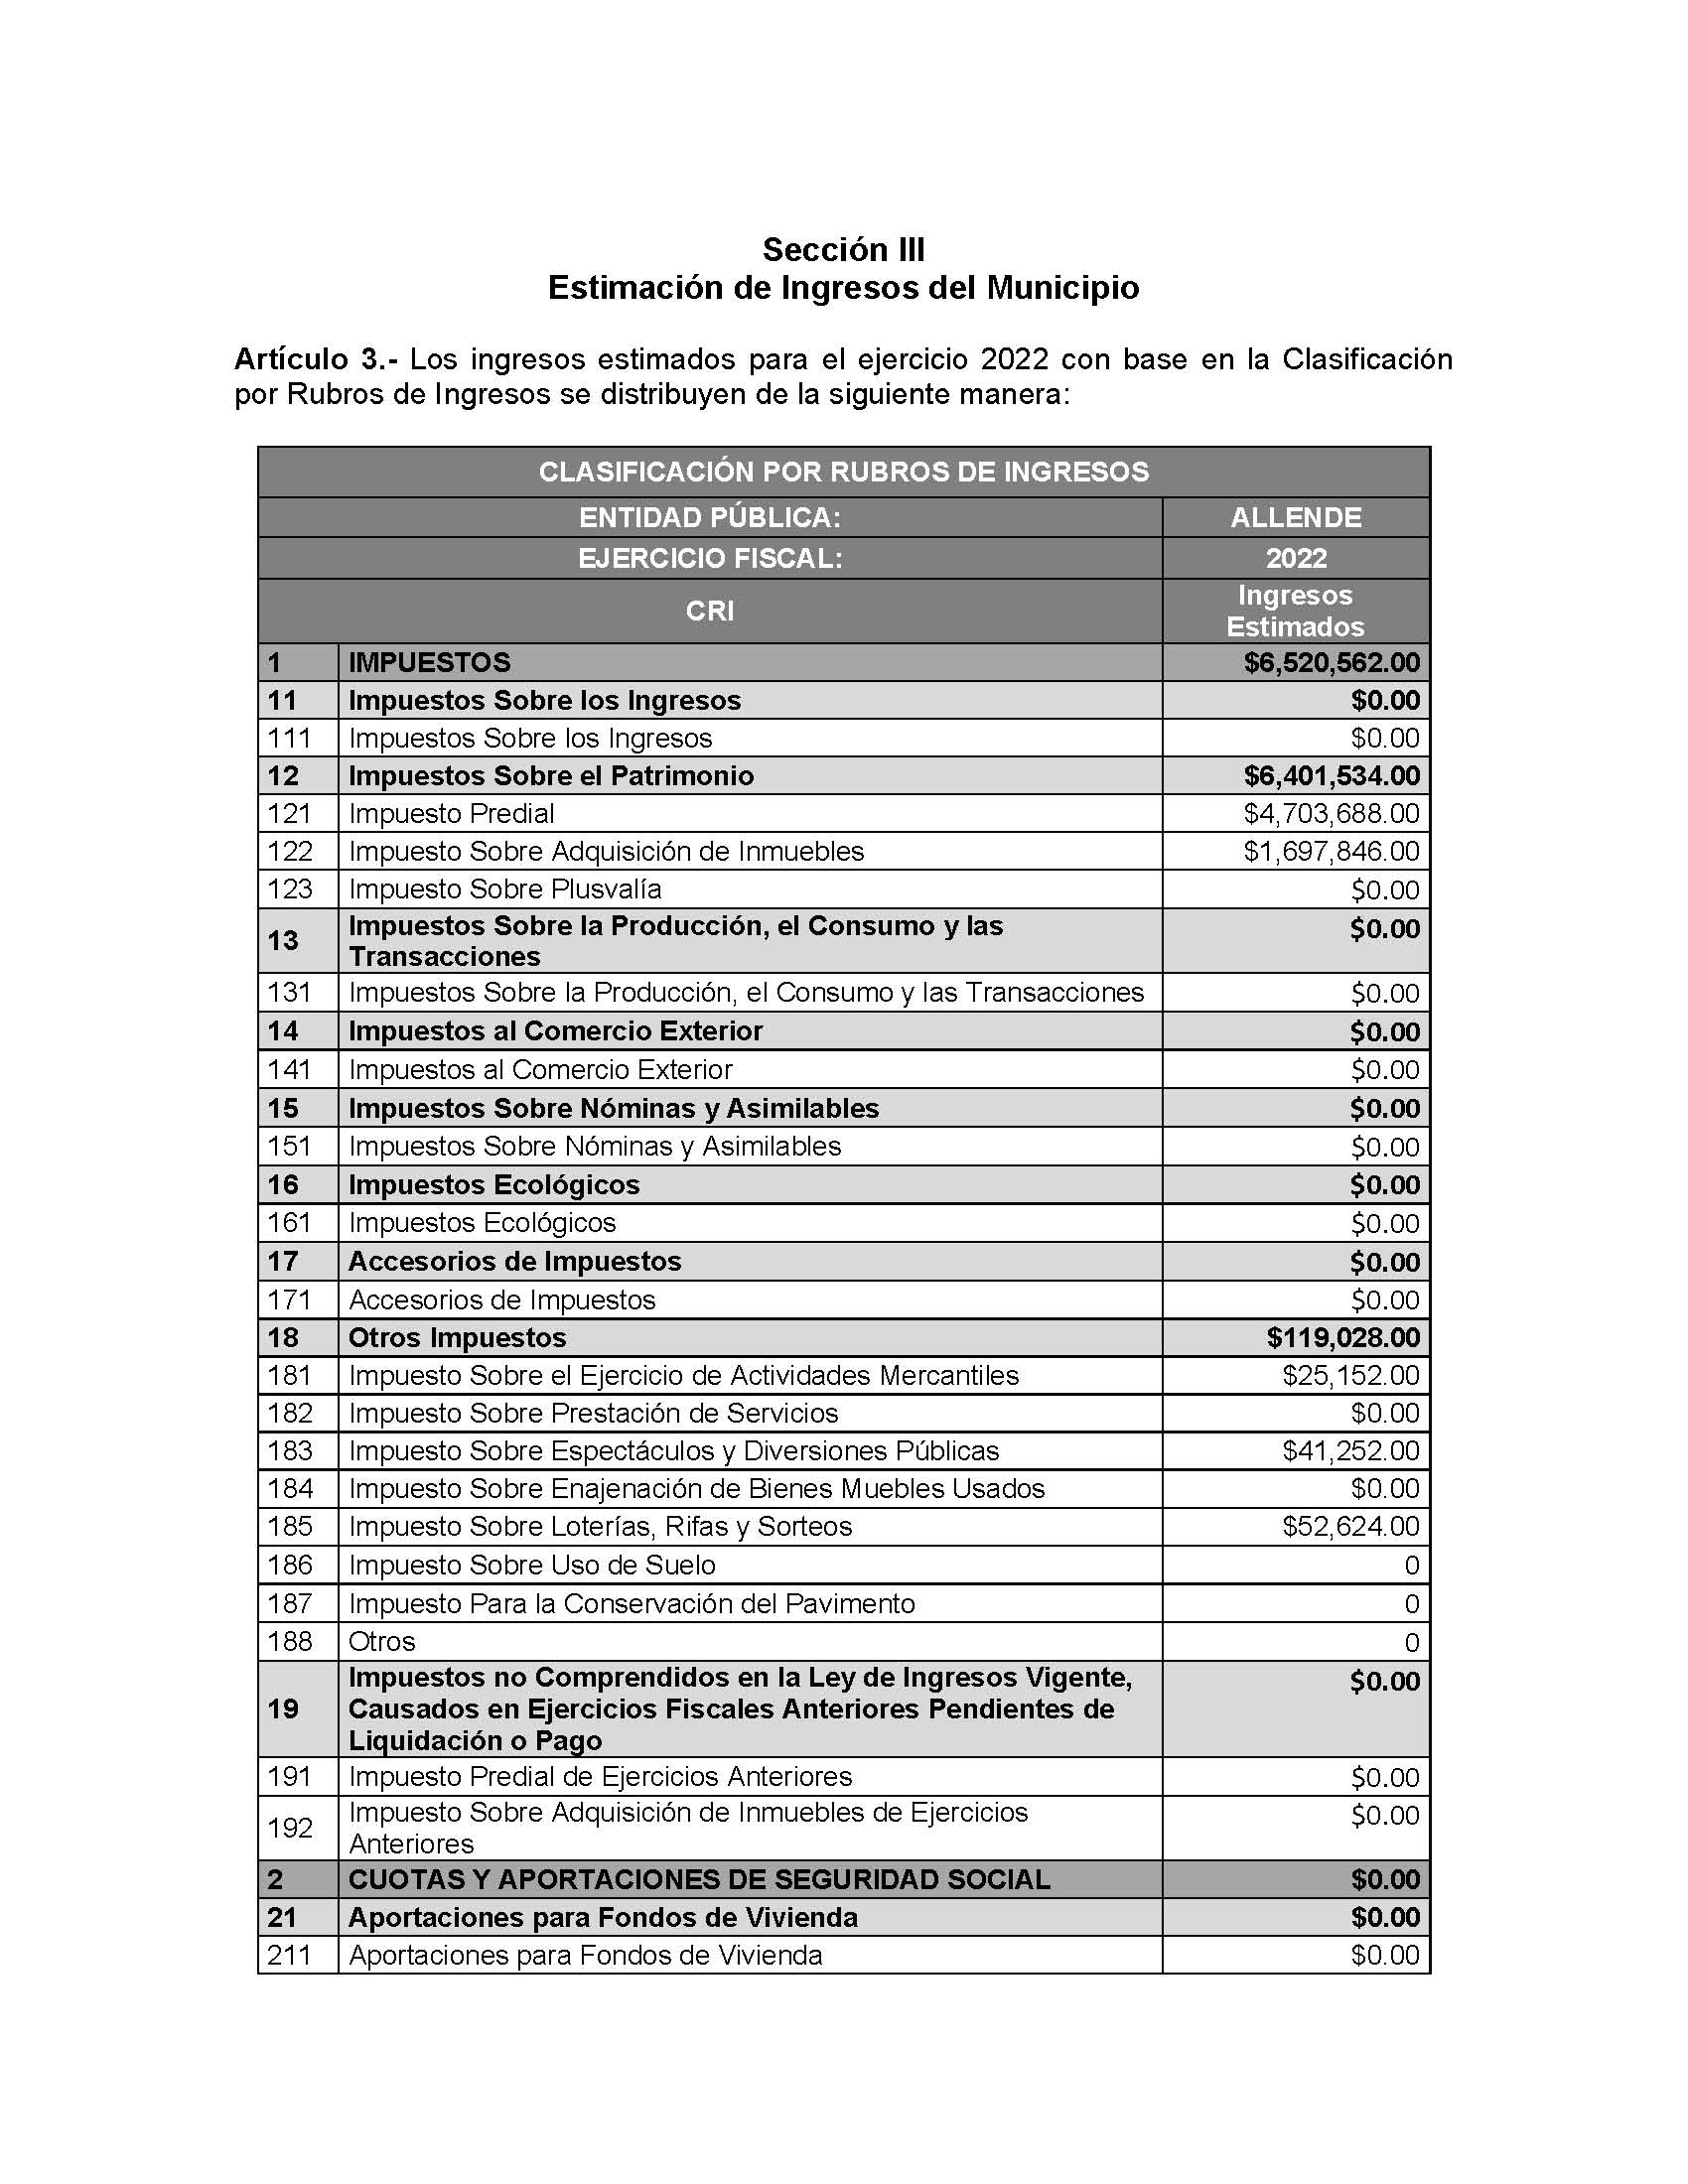 Sección III
Estimación de Ingresos del Municipio
Artículo 3.- Los ingresos estimados para el ejercicio 2022 con base en la Clasificación
por Rubros de Ingresos se distribuyen de la siguiente manera:
CLASIFICACIÓN POR RUBROS DE INGRESOS
ENTIDAD PÚBLICA: ALLENDE
EJERCICIO FISCAL: 2022
CRI Ingresos
Estimados
1 IMPUESTOS $6,520,562.00
11 Impuestos Sobre los Ingresos $0.00
111 Impuestos Sobre los Ingresos $0.00
12 Impuestos Sobre el Patrimonio $6,401,534.00
121 Impuesto Predial $4,703,688.00
122 Impuesto Sobre Adquisición de Inmuebles $1,697,846.00
123 Impuesto Sobre Plusvalía $0.00
13 Impuestos Sobre la Producción, el Consumo y las $0.00
Transacciones
131 Impuestos Sobre la Producción, el Consumo y las Transacciones $0.00
14 Impuestos al Comercio Exterior $0.00
141 Impuestos al Comercio Exterior $0.00
15 Impuestos Sobre Nóminas y Asimilables $0.00
151 Impuestos Sobre Nóminas y Asimilables $0.00
16 Impuestos Ecológicos $0.00
161 Impuestos Ecológicos $0.00
17 Accesorios de Impuestos $0.00
171 Accesorios de Impuestos $0.00
18 Otros Impuestos $119,028.00
181 Impuesto Sobre el Ejercicio de Actividades Mercantiles $25,152.00
182 Impuesto Sobre Prestación de Servicios $0.00
183 Impuesto Sobre Espectáculos y Diversiones Públicas $41,252.00
184 Impuesto Sobre Enajenación de Bienes Muebles Usados $0.00
185 Impuesto Sobre Loterías, Rifas y Sorteos $52,624.00
186 Impuesto Sobre Uso de Suelo 0
187 Impuesto Para la Conservación del Pavimento 0
188 Otros 0
19 Impuestos no Comprendidos en la Ley de Ingresos Vigente, $0.00
Causados en Ejercicios Fiscales Anteriores Pendientes de
Liquidación o Pago
191 Impuesto Predial de Ejercicios Anteriores $0.00
192 Impuesto Sobre Adquisición de Inmuebles de Ejercicios $0.00
Anteriores
2 CUOTAS Y APORTACIONES DE SEGURIDAD SOCIAL $0.00
21 Aportaciones para Fondos de Vivienda $0.00
211 Aportaciones para Fondos de Vivienda $0.00